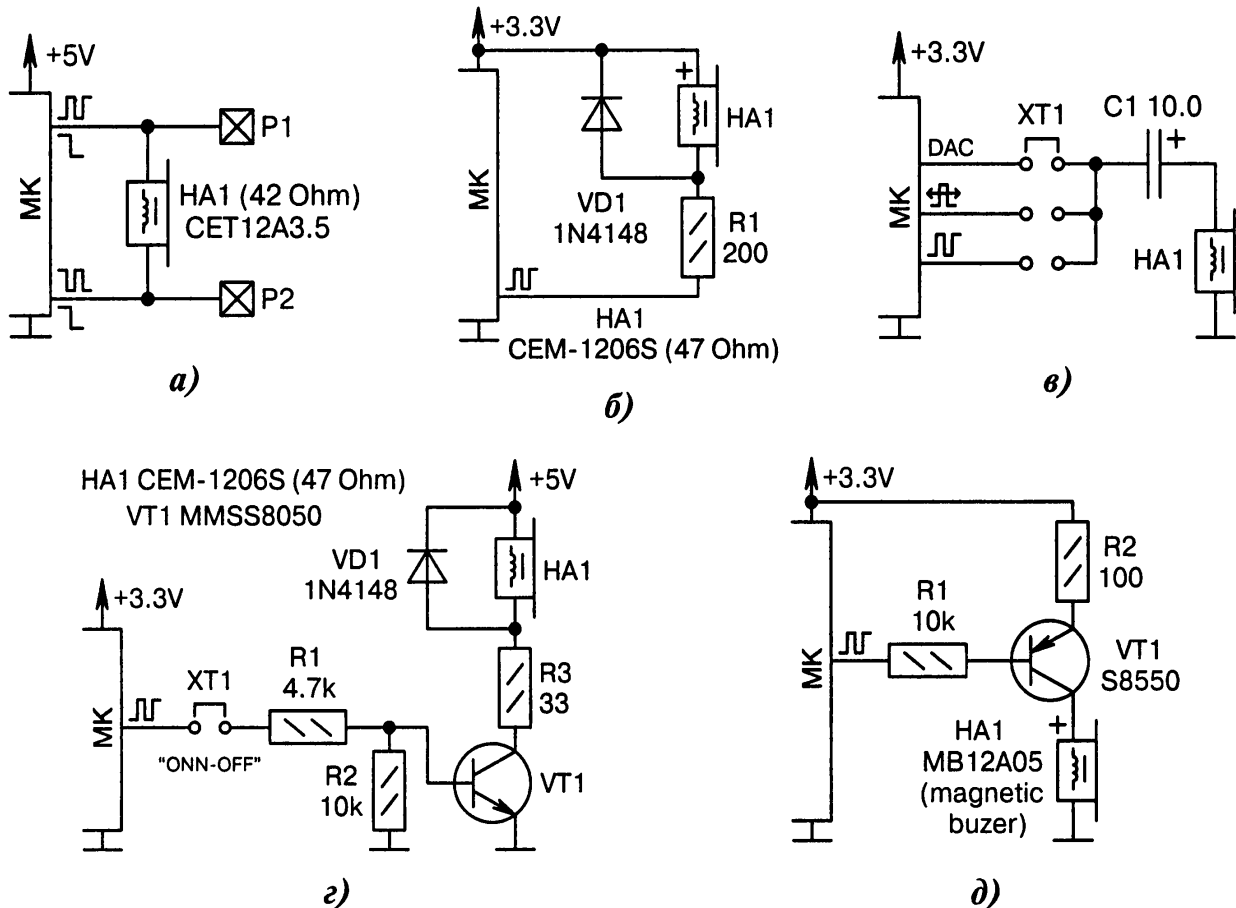 +5V
P1
MK
HA1 (42 Ohm)
CET12A3.5
P2
а)
+3.3V
+
HA1
MK
VD1
1N4148
R1
200
HA1
CEM-1206S (47 Ohm)
б)
+3.3V
C1 10.0
XT1
+
DAC
MK
HA1
в)
HA1 CEM-1206S (47 Ohm)
VT1 MMSS8050
+5V
VD1
1N4148
HA1
+3.3V
R1
4.7k
XT1
R3
33
MK
"ONN-OFF"
R2
10k
VT1
г)
+3.3V
R2
100
R1
10k
MK
VT1
S8550
HA1
+
MB12A05
(magnetic
buzer)
д)